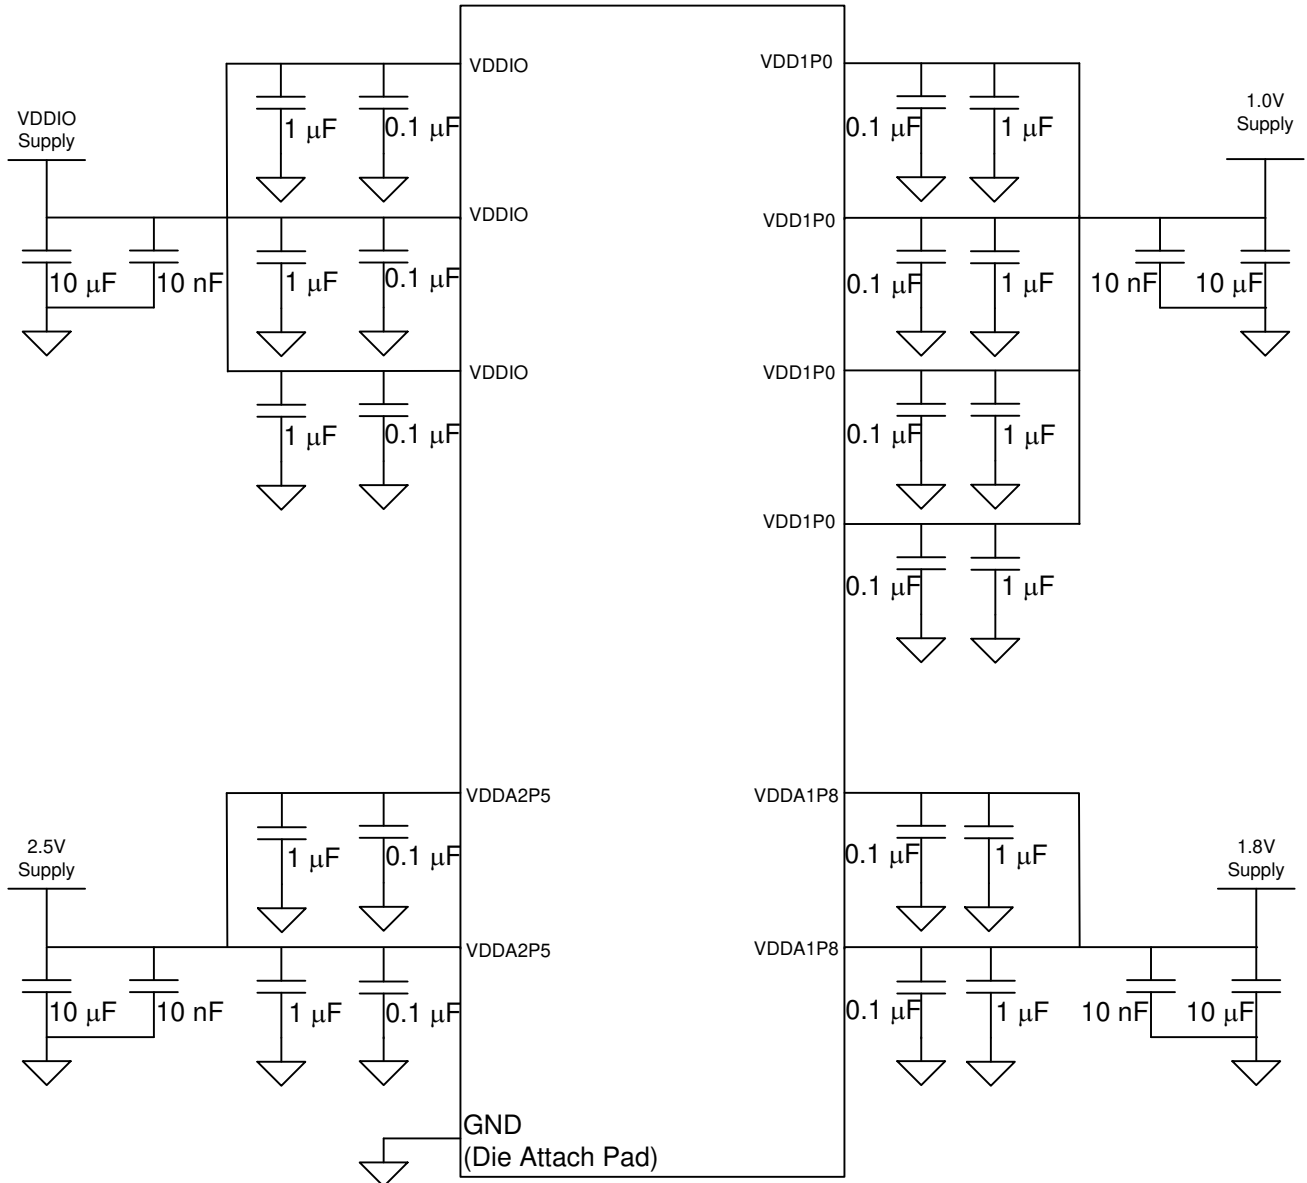 VDDIO
VDD1P0
VDDIO
Supply
1.0V
Supply
1 μF
0.1 μF
0.1 μF
1 μF
VDDIO
VDD1P0
10 μF
10 nF
1 μF
0.1 μF
0.1 μF
1 μF
10 nF
10 μF
VDDIO
VDD1P0
1 μF
0.1 μF
0.1 μF
1 μF
VDD1P0
0.1 μF
1 μF
VDDA2P5
VDDA1P8
2.5V
Supply
1.8V
Supply
1 μF
0.1 μF
0.1 μF
1 μF
VDDA2P5
VDDA1P8
10 μF
10 nF
1 μF
0.1 μF
0.1 μF
1 μF
10 nF
10 μF
GND
(Die Attach Pad)